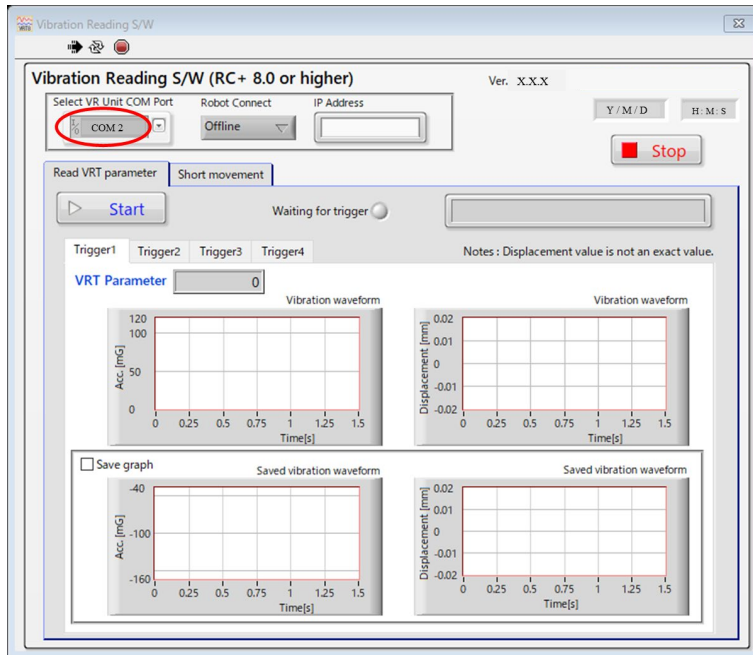 Vibration Reading S/W
Vibration Reading S/W (RC+ 8.0 or higher)
Ver. X.X.X
Select VR Unit COM Port
Robot Connect
IP Address
COM 2
Offline
Y / M / D
H: M: S
Stop
Read VRT parameter
Short movement
Start
Waiting for trigger
Trigger1
Trigger2
Trigger3
Trigger4
Notes : Displacement value is not an exact value.
VRT Parameter
0
Vibration waveform
Acc. [mG]
120
100
50
0
0 0.25 0.5 0.75 1 1.25 1.5
Time[s]
Vibration waveform
Displacement [mm]
0.02
0.01
0
-0.01
-0.02
0 0.25 0.5 0.75 1 1.25 1.5
Time[s]
Save graph
Saved vibration waveform
Acc. [mG]
-40
-100
-160
0 0.25 0.5 0.75 1 1.25 1.5
Time[s]
Saved vibration waveform
Displacement [mm]
0.02
0.01
0
-0.01
-0.02
0 0.25 0.5 0.75 1 1.25 1.5
Time[s]